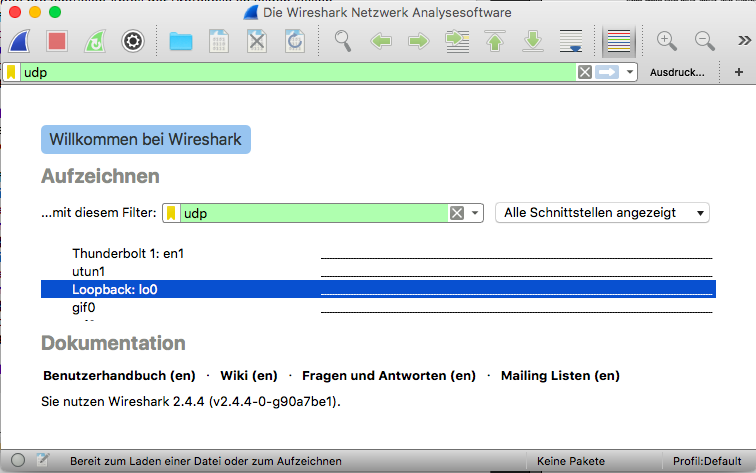 Die Wireshark Netzwerk Analysesoftware
udp
Ausdruck...
+
Willkommen bei Wireshark
Aufzeichnen
...mit diesem Filter:
udp
Alle Schnittstellen angezeigt
Thunderbolt 1: en1
utun1
Loopback: lo0
gif0
Dokumentation
Benutzerhandbuch (en) · Wiki (en) · Fragen und Antworten (en) · Mailing Listen (en)
Sie nutzen Wireshark 2.4.4 (v2.4.4-0-g90a7be1).
Bereit zum Laden einer Datei oder zum Aufzeichnen
Keine Pakete
Profil:Default